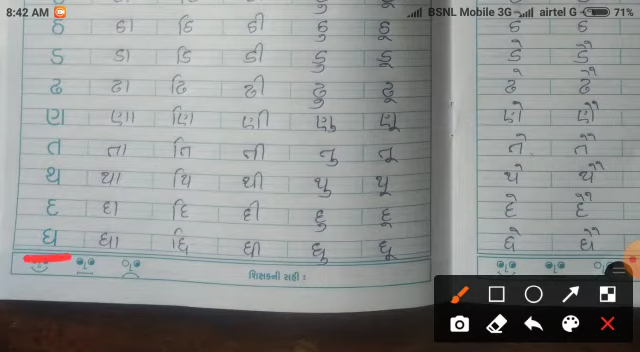 8:42 AM BSNL Mobile 3G airtel G 71%
ઠ ઠા ઠિ ઠી ઠુ ઠૂ ઠે ઠૈ
ડ ડા ડિ ડી ડુ ડૂ ડે ડૈ
ઢ ઢા ઢિ ઢી ઢુ ઢૂ ઢે ઢૈ
ણ ણા ણિ ણી ણુ ણૂ ણે ણૈ
ત તા તિ તી તુ તૂ તે તૈ
થ થા થિ થી થુ થૂ થે થૈ
દ દા દિ દી દુ દૂ દે દૈ
ધ ધા ધિ ધી ધુ ધૂ ધે ધૈ
શિક્ષકની સહી :